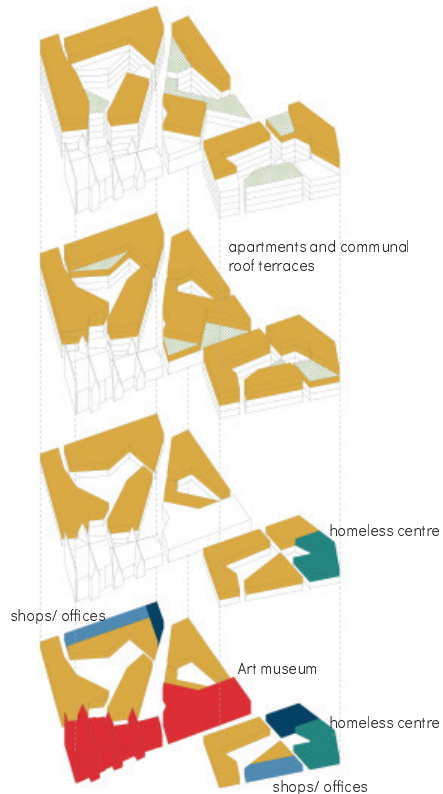 apartments and communal
roof terraces
homeless centre
shops/ offices
Art museum
homeless centre
shops/ offices